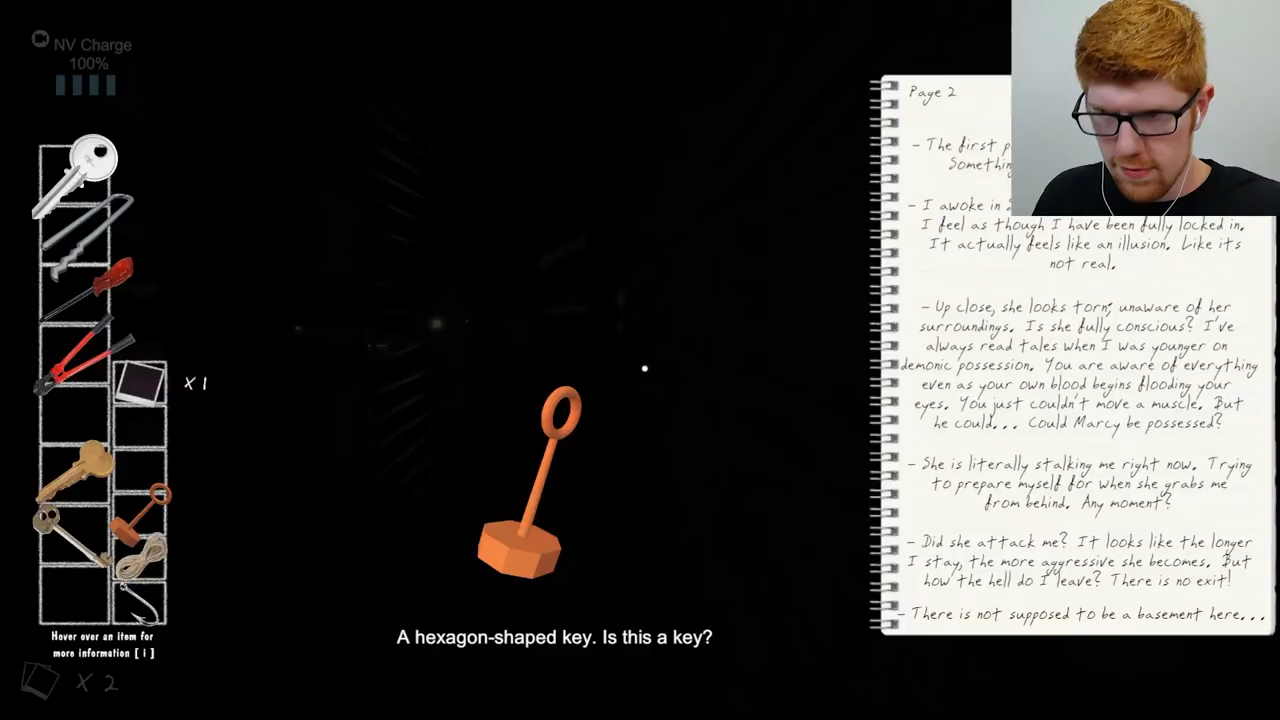 NV Charge
100%
X 1
Hover over an item for
more information [ i ]
X 2
A hexagon-shaped key. Is this a key?
Page 2
- The first
Something
- I awoke in
I feel as though I have been fully locked in.
It actually feels like an illusion. Like it's
not real.
- Up close, she looks torn; unaware of her
surroundings. Is she fully conscious? I've
always read tales when I was younger on
demonic possession. You are aware of everything
even as your own blood begins flooding your
eyes. You just couldn't move a muscle. But
he could... Could Marcy be possessed?
- She is literally stalking me right now. Trying
to prepare myself for when she grabs me
from behind. Any moment?
- Did she attack me? It looks like the longer
I stay, the more aggressive she becomes. But
how the hell do I leave? There is no exit!
- There is not supposed to be a basement here...